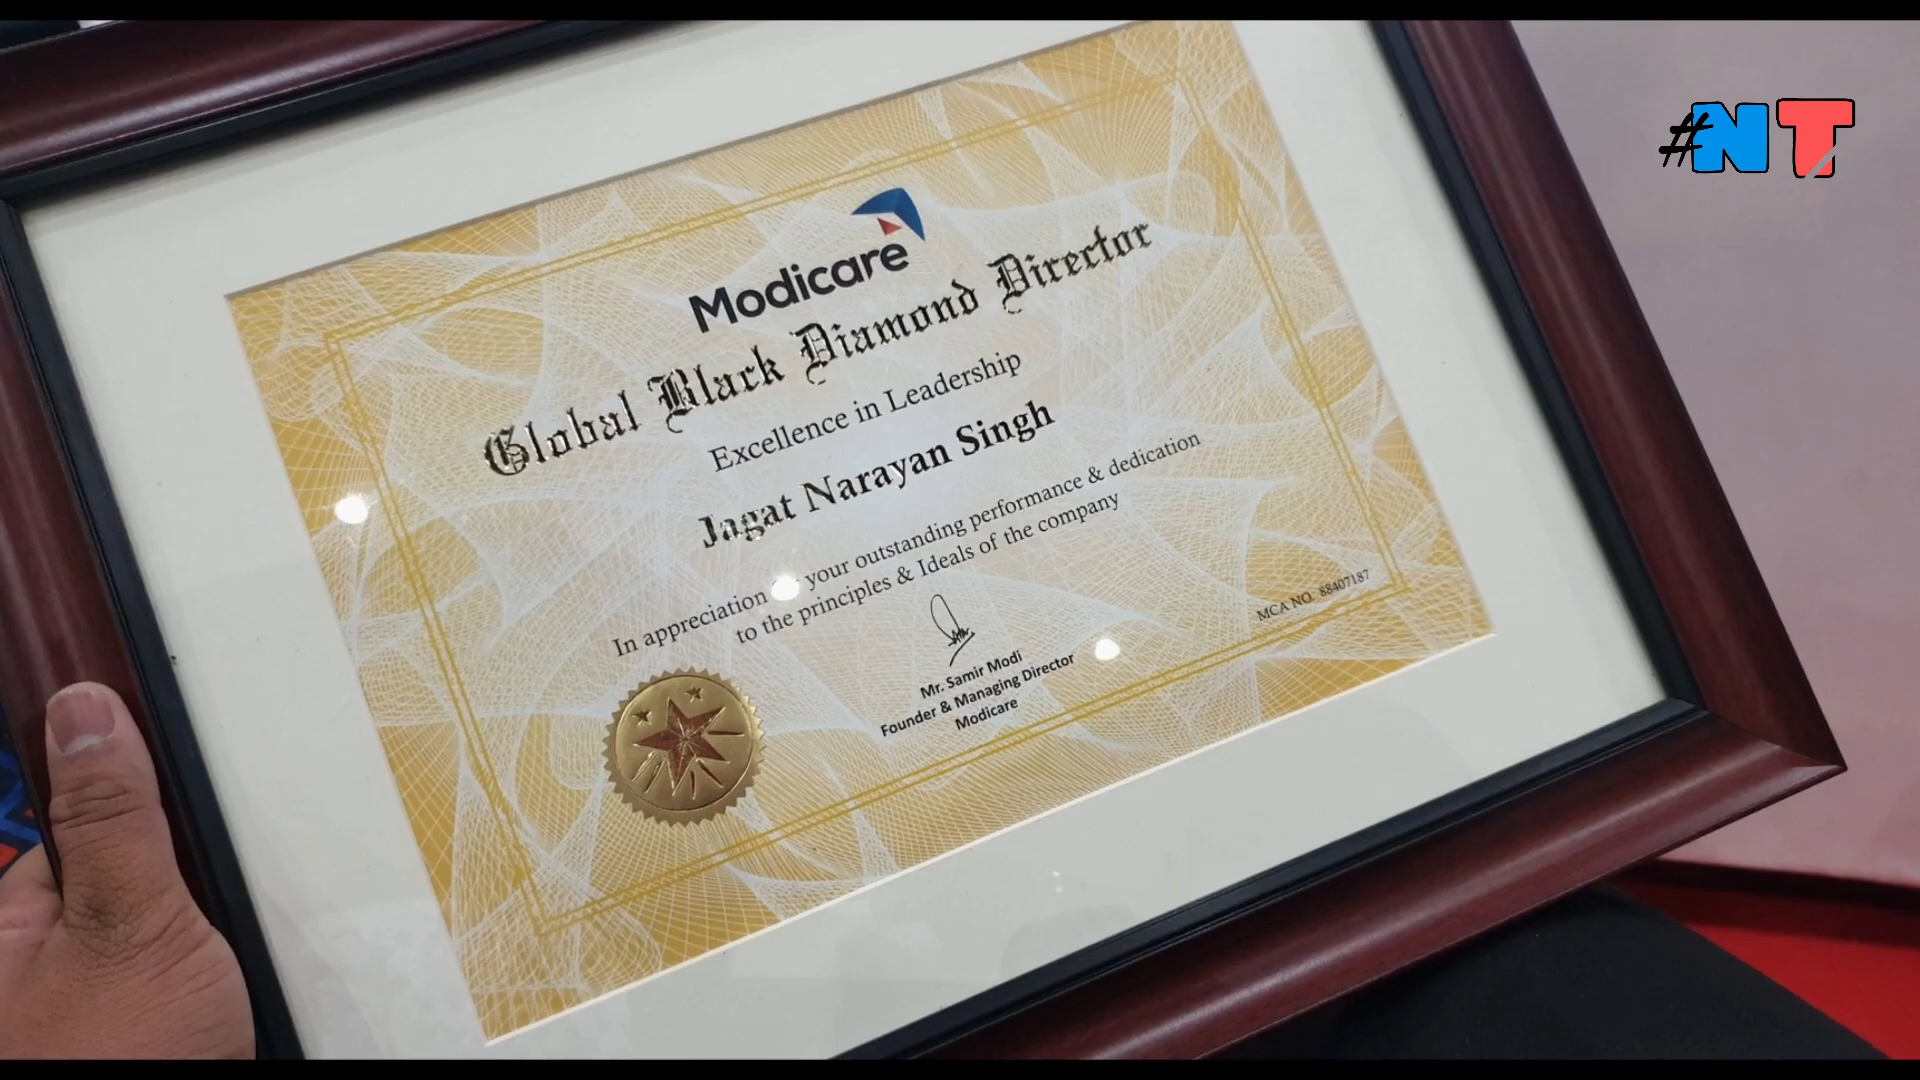 #NT
Modicare
Global Black Diamond Director
Excellence in Leadership
Jagat Narayan Singh
In appreciation your outstanding performance & dedication
to the principles & Ideals of the company
Mr. Samir Modi
Founder & Managing Director
Modicare
MCA NO. 88407187